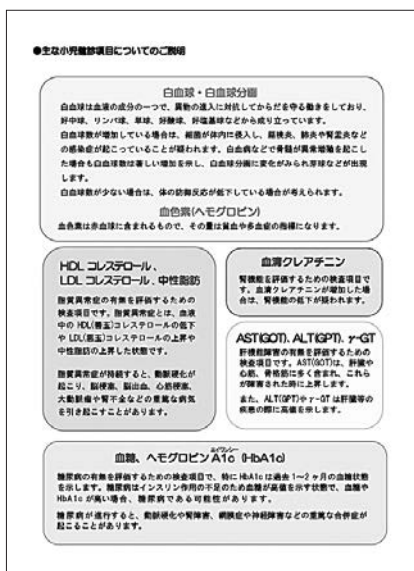 ●主な小児健診項目についてのご説明
白血球・白血球分画
白血球は血液の成分の一つで、異物の進入に対抗してからだを守る働きをしており、
好中球、リンパ球、単球、好酸球、好塩基球などから成り立っています。
白血球数が増加している場合は、細菌が体内に侵入し、扁桃炎、肺炎や腎盂炎など
の感染症が起こっていることが疑われます。白血病などで骨髄が異常増殖を起こし
た場合も白血球数は著しい増加を示し、白血球分画に変化がみられ芽球などが出現
します。
白血球数が少ない場合は、体の防御反応が低下している場合が考えられます。
血色素(ヘモグロビン)
血色素は赤血球に含まれるもので、その量は貧血や多血症の指標になります。
HDL コレステロール、
LDL コレステロール、中性脂肪
脂質異常症の有無を評価するための
検査項目です。脂質異常症とは、血液
中の HDL(善玉)コレステロールの低下
や LDL(悪玉)コレステロールの上昇や
中性脂肪の上昇した状態です。
脂質異常症が持続すると、動脈硬化が
起こり、脳梗塞、脳出血、心筋梗塞、
大動脈瘤や腎不全などの重篤な病気
を引き起こすことがあります。
血清クレアチニン
腎機能を評価するための検査項目で
す。血清クレアチニンが増加した場
合は、腎機能の低下が疑われます。
AST(GOT)、ALT(GPT)、γ-GT
肝機能障害の有無を評価するための
検査項目です。AST(GOT)は、肝臓や
心筋、骨格筋に多く含まれ、これら
が障害された時に上昇します。
また、ALT(GPT)や γ-GT は肝臓等の
疾患の際に高値を示します。
血糖、ヘモグロビン A1c (HbA1c)
糖尿病の有無を評価するための検査項目で、特に HbA1c は過去 1～2 ヶ月の血糖状態
を示します。糖尿病はインスリン作用の不足のため血糖が高値を示す状態で、血糖や
HbA1c が高い場合、糖尿病である可能性があります。
糖尿病が進行すると、動脈硬化や腎障害、網膜症や神経障害などの重篤な合併症が
起こることがあります。